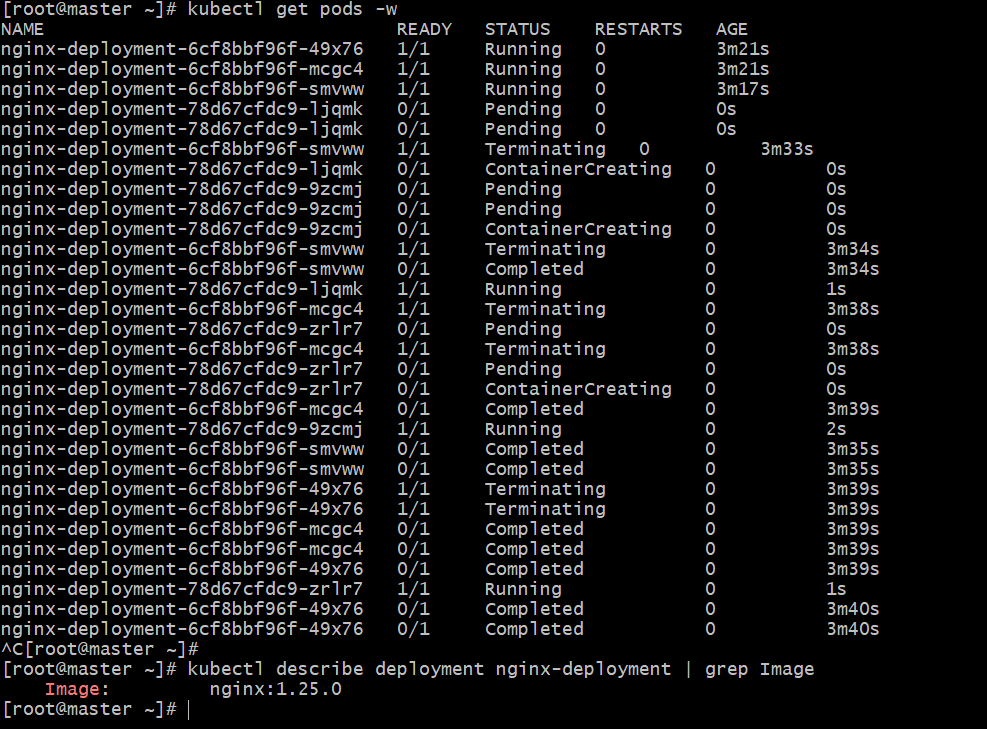 [root@master ~]# kubectl get pods -w
NAME                                READY   STATUS    RESTARTS   AGE
nginx-deployment-6cf8bbf96f-49x76   1/1     Running   0          3m21s
nginx-deployment-6cf8bbf96f-mcgc4   1/1     Running   0          3m21s
nginx-deployment-6cf8bbf96f-smvww   1/1     Running   0          3m17s
nginx-deployment-78d67cfdc9-ljqmk   0/1     Pending   0          0s
nginx-deployment-78d67cfdc9-ljqmk   0/1     Pending   0          0s
nginx-deployment-6cf8bbf96f-smvww   1/1     Terminating   0          3m33s
nginx-deployment-78d67cfdc9-ljqmk   0/1     ContainerCreating   0          0s
nginx-deployment-78d67cfdc9-9zcmj   0/1     Pending             0          0s
nginx-deployment-78d67cfdc9-9zcmj   0/1     Pending             0          0s
nginx-deployment-78d67cfdc9-9zcmj   0/1     ContainerCreating   0          0s
nginx-deployment-6cf8bbf96f-smvww   1/1     Terminating         0          3m34s
nginx-deployment-6cf8bbf96f-smvww   0/1     Completed           0          3m34s
nginx-deployment-78d67cfdc9-ljqmk   1/1     Running             0          1s
nginx-deployment-6cf8bbf96f-mcgc4   1/1     Terminating         0          3m38s
nginx-deployment-78d67cfdc9-zrlr7   0/1     Pending             0          0s
nginx-deployment-6cf8bbf96f-mcgc4   1/1     Terminating         0          3m38s
nginx-deployment-78d67cfdc9-zrlr7   0/1     Pending             0          0s
nginx-deployment-78d67cfdc9-zrlr7   0/1     ContainerCreating   0          0s
nginx-deployment-6cf8bbf96f-mcgc4   0/1     Completed           0          3m39s
nginx-deployment-78d67cfdc9-9zcmj   1/1     Running             0          2s
nginx-deployment-6cf8bbf96f-smvww   0/1     Completed           0          3m35s
nginx-deployment-6cf8bbf96f-smvww   0/1     Completed           0          3m35s
nginx-deployment-6cf8bbf96f-49x76   1/1     Terminating         0          3m39s
nginx-deployment-6cf8bbf96f-49x76   1/1     Terminating         0          3m39s
nginx-deployment-6cf8bbf96f-mcgc4   0/1     Completed           0          3m39s
nginx-deployment-6cf8bbf96f-mcgc4   0/1     Completed           0          3m39s
nginx-deployment-6cf8bbf96f-49x76   0/1     Completed           0          3m39s
nginx-deployment-78d67cfdc9-zrlr7   1/1     Running             0          1s
nginx-deployment-6cf8bbf96f-49x76   0/1     Completed           0          3m40s
nginx-deployment-6cf8bbf96f-49x76   0/1     Completed           0          3m40s
^C[root@master ~]#
[root@master ~]# kubectl describe deployment nginx-deployment | grep Image
    Image:         nginx:1.25.0
[root@master ~]#